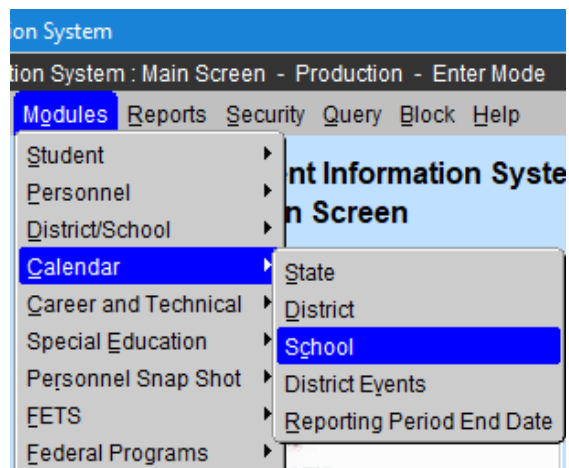 on System
tion System : Main Screen - Production - Enter Mode
Modules Reports Security Query Block Help
Student
Personnel
District/School
Calendar
Career and Technical
Special Education
Personnel Snap Shot
FETS
Federal Programs
nt Information Syste
n Screen
State
District
School
District Events
Reporting Period End Date